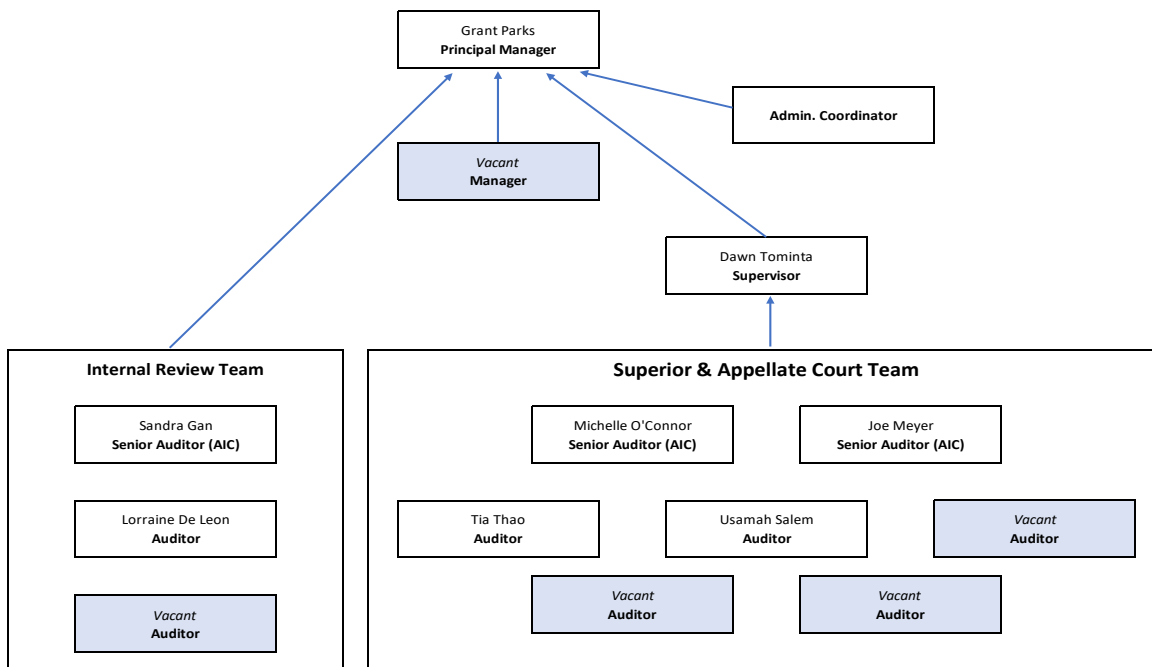 Grant Parks
Principal Manager
Admin. Coordinator
Vacant
Manager
Dawn Tominta
Supervisor
Internal Review Team
Sandra Gan
Senior Auditor (AIC)
Lorraine De Leon
Auditor
Vacant
Auditor
Superior & Appellate Court Team
Michelle O'Connor
Senior Auditor (AIC)
Joe Meyer
Senior Auditor (AIC)
Tia Thao
Auditor
Usamah Salem
Auditor
Vacant
Auditor
Vacant
Auditor
Vacant
Auditor